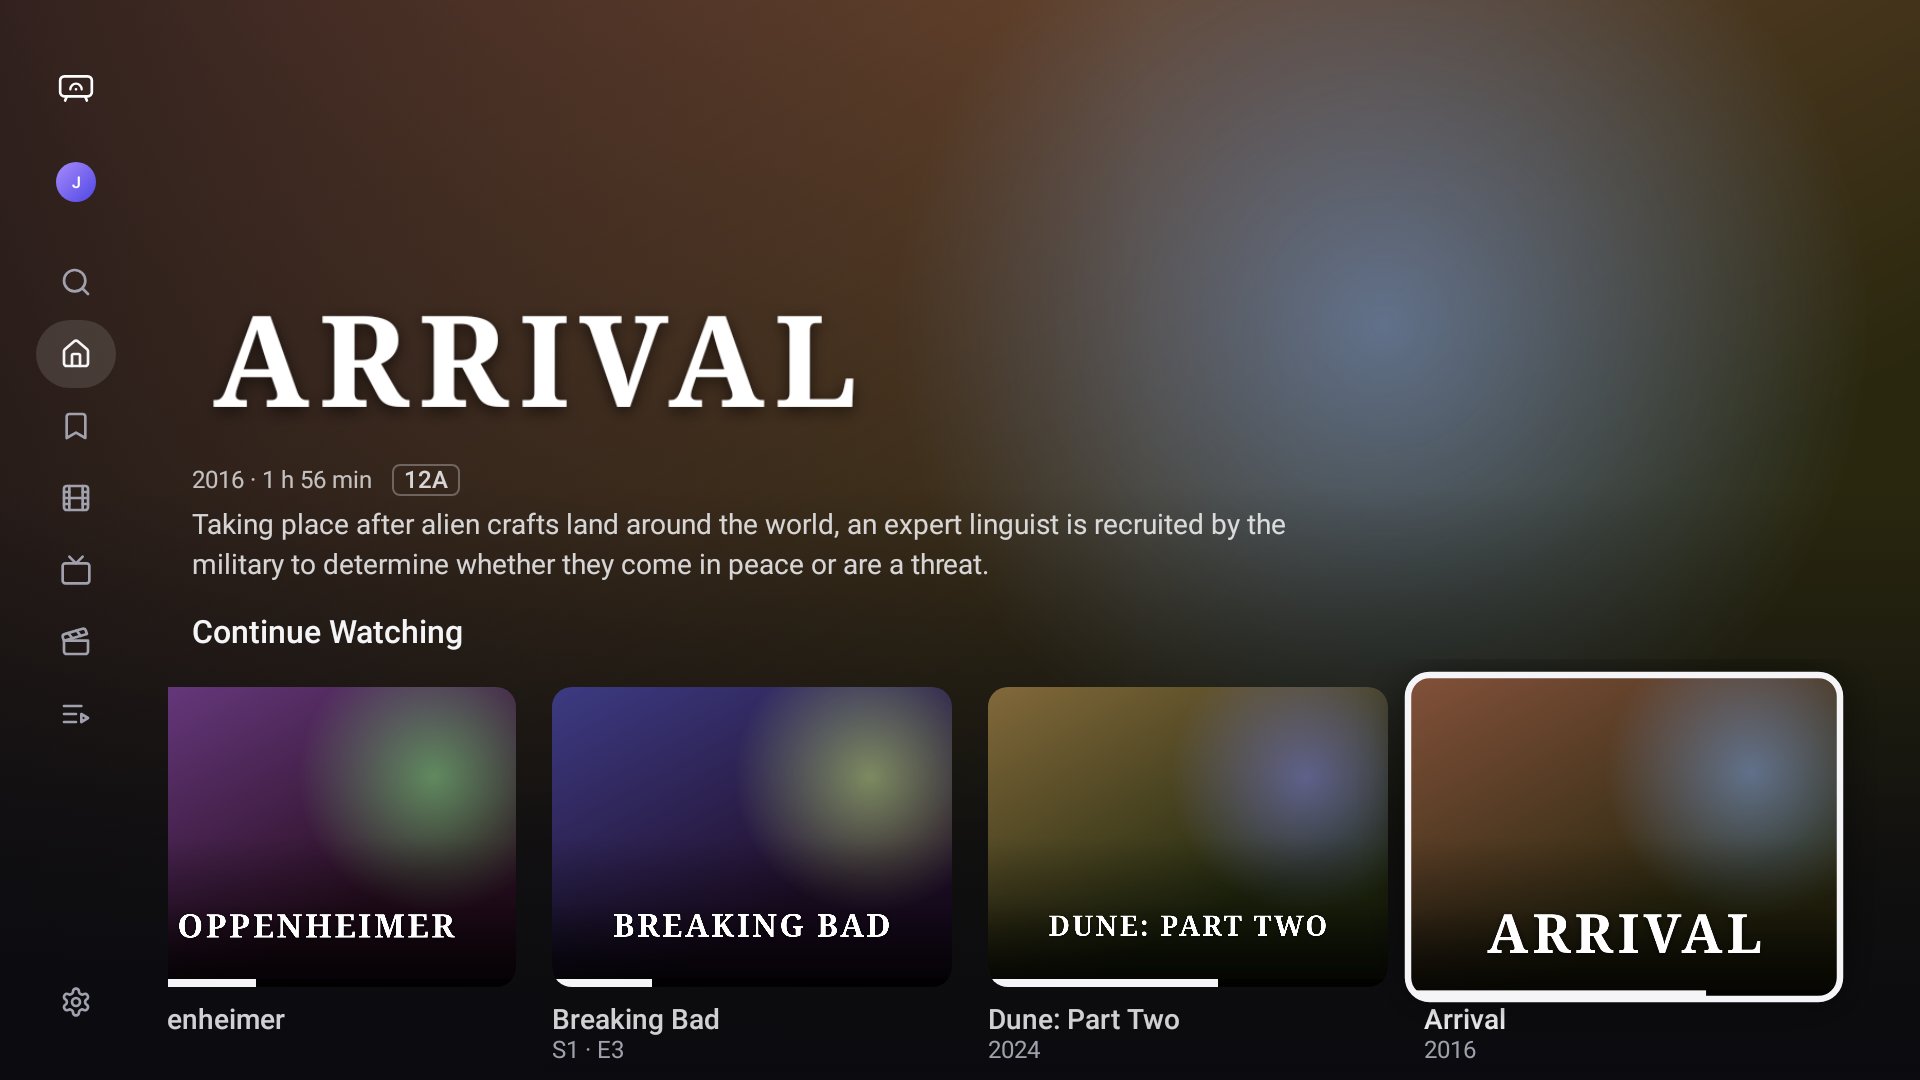 J
ARRIVAL
2016 · 1 h 56 min 12A
Taking place after alien crafts land around the world, an expert linguist is recruited by the
military to determine whether they come in peace or are a threat.
Continue Watching
OPPENHEIMER
BREAKING BAD
DUNE: PART TWO
ARRIVAL
enheimer
Breaking Bad
S1 · E3
Dune: Part Two
2024
Arrival
2016